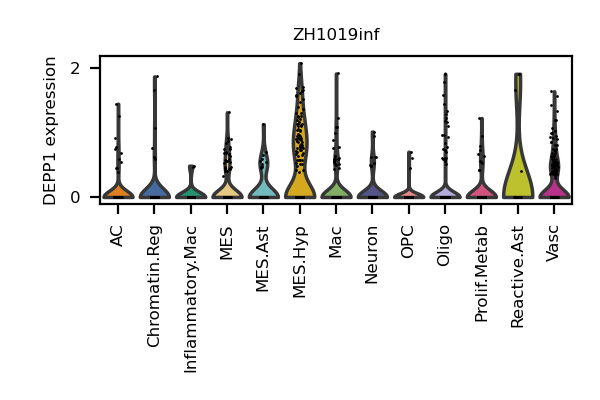 ZH1019inf
DEPP1 expression
2
0
AC
Chromatin.Reg
Inflammatory.Mac
MES
MES.Ast
MES.Hyp
Mac
Neuron
OPC
Oligo
Prolif.Metab
Reactive.Ast
Vasc